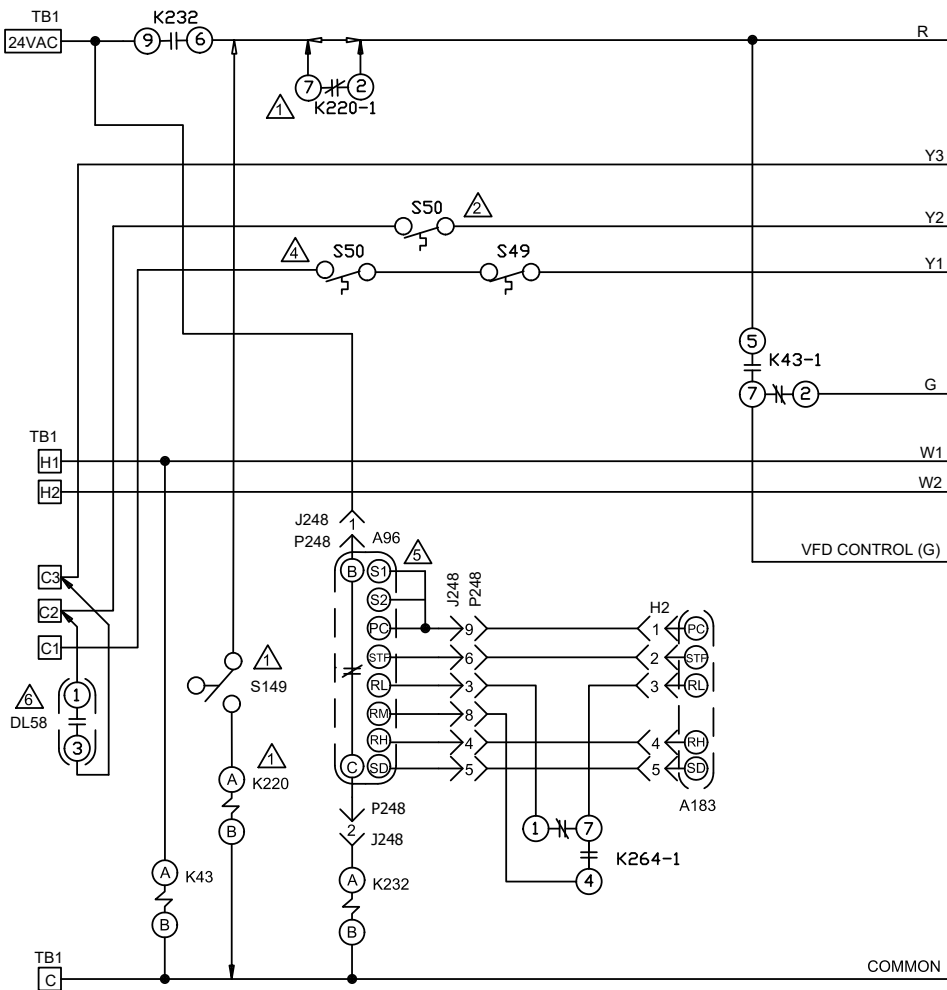 TB1
24VAC
K232
9
6
R
7
2
1
K220-1
Y3
S50
2
Y2
4
S50
S49
Y1
5
K43-1
7
2
G
TB1
H1
W1
H2
W2
J248
1
P248
A96
5
VFD CONTROL (G)
B
S1
J248
P248
C3
S2
H2
C2
PC
9
1
PC
C1
STF
6
2
STF
1
S149
RL
3
3
RL
6
DL58
1
RM
8
3
RH
4
4
RH
C
SD
5
5
SD
A
1
K220
A183
P248
2
J248
B
1
7
K264-1
4
A
K43
A
K232
B
B
TB1
C
COMMON